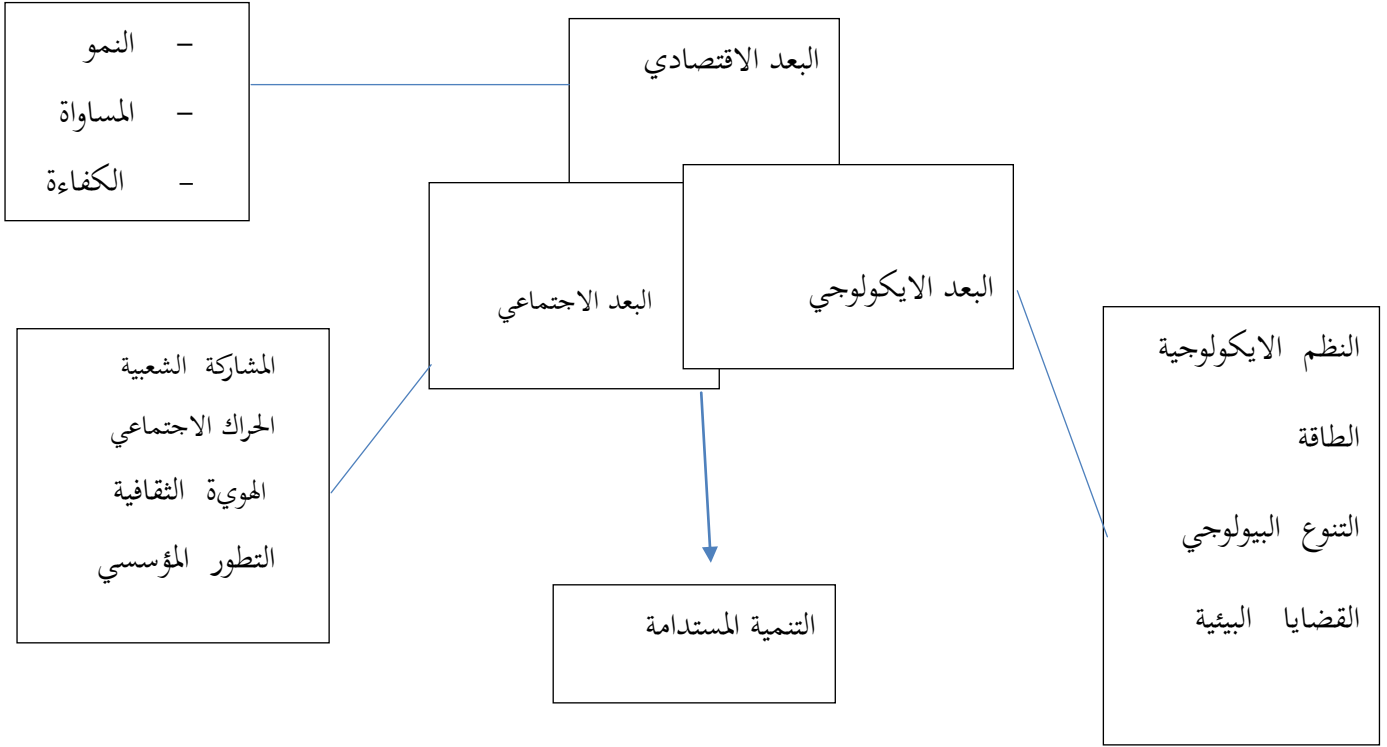 البعد الاقتصادي
– النمو
– المساواة
– الكفاءة
البعد الايكولوجي
البعد الاجتماعي
النظم الايكولوجية
الطاقة
التنوع البيولوجي
القضايا البيئية
المشاركة الشعبية
الحراك الاجتماعي
الهوية الثقافية
التطور المؤسسي
التنمية المستدامة